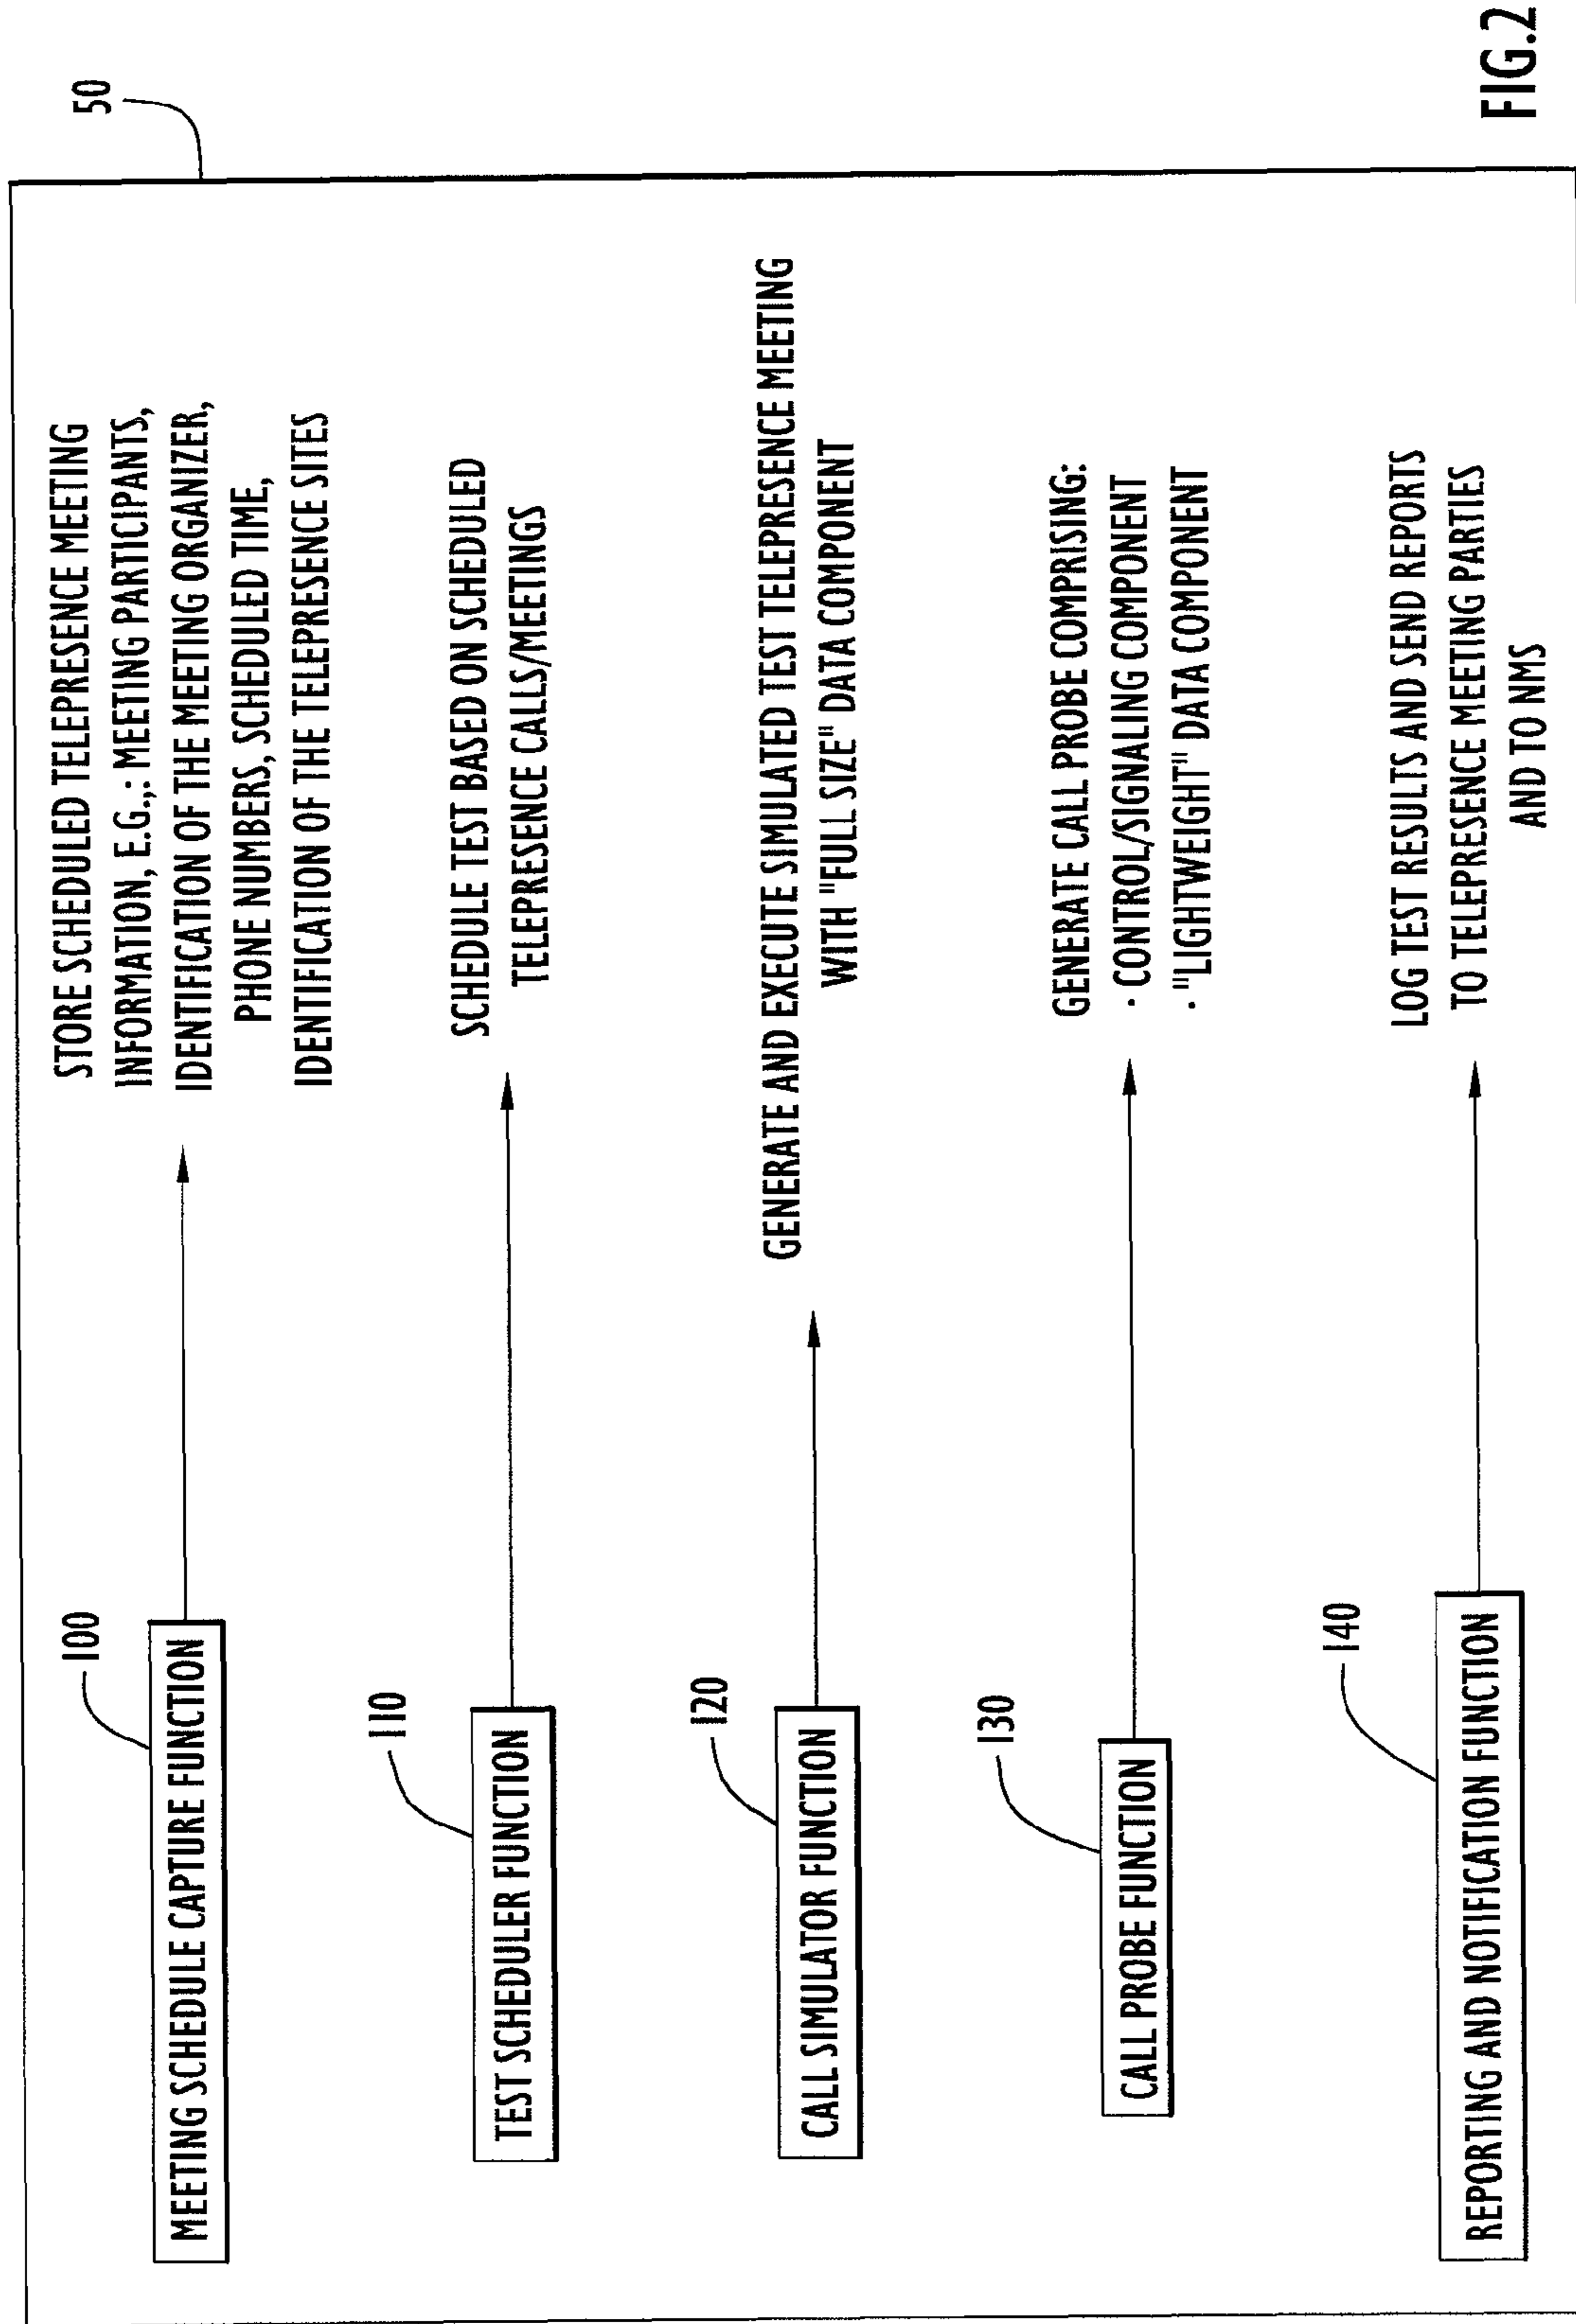 50
100
MEETING SCHEDULE CAPTURE FUNCTION
STORE SCHEDULED TELEPRESENCE MEETING
INFORMATION, E.G.,: MEETING PARTICIPANTS,
IDENTIFICATION OF THE MEETING ORGANIZER,
PHONE NUMBERS, SCHEDULED TIME,
IDENTIFICATION OF THE TELEPRESENCE SITES
110
TEST SCHEDULER FUNCTION
SCHEDULE TEST BASED ON SCHEDULED
TELEPRESENCE CALLS/MEETINGS
120
CALL SIMULATOR FUNCTION
GENERATE AND EXECUTE SIMULATED TEST TELEPRESENCE MEETING
WITH "FULL SIZE" DATA COMPONENT
130
CALL PROBE FUNCTION
GENERATE CALL PROBE COMPRISING:
· CONTROL/SIGNALING COMPONENT
· "LIGHTWEIGHT" DATA COMPONENT
140
REPORTING AND NOTIFICATION FUNCTION
LOG TEST RESULTS AND SEND REPORTS
TO TELEPRESENCE MEETING PARTIES
AND TO NMS
FIG.2